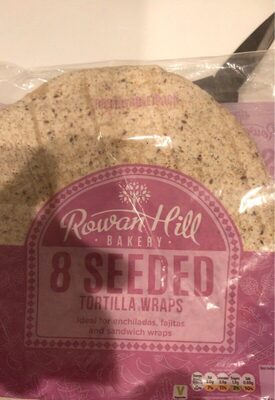 Rowan Hill
· BAKERY ·
8 SEEDED
TORTILLA WRAPS
Ideal for enchiladas, fajitas
and sandwich wraps
V